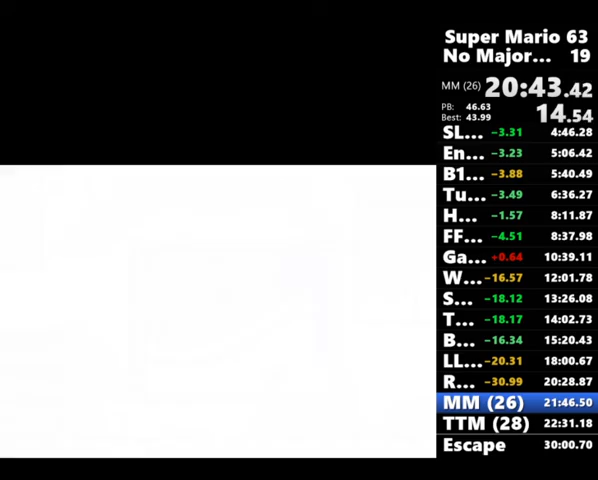 Super Mario 63
No Major... 19
MM (26) 20:43.42
PB: 46.63
Best: 43.99 14.54
SL... -3.31 4:46.28
En... -3.23 5:06.42
B1... -3.88 5:40.49
Tu... -3.49 6:36.27
H... -1.57 8:11.87
FF... -4.51 8:37.98
Ga... +0.64 10:39.11
W... -16.57 12:01.78
S... -18.12 13:26.08
T... -18.17 14:02.73
B... -16.34 15:20.43
LL... -20.31 18:00.67
R... -30.99 20:28.87
MM (26) 21:46.50
TTM (28) 22:31.18
Escape 30:00.70